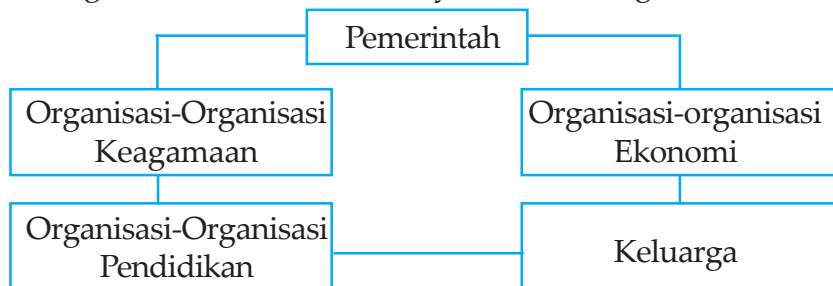 Pemerintah
Organisasi-Organisasi
Keagamaan
Organisasi-organisasi
Ekonomi
Organisasi-Organisasi
Pendidikan
Keluarga